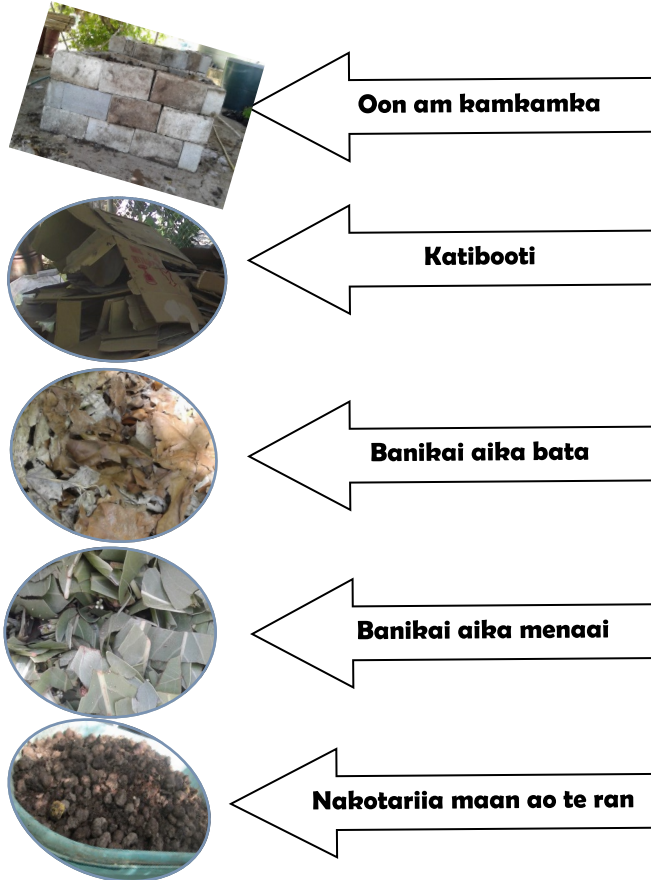 Oon am kamkamka
Katibooti
Banikai aika bata
Banikai aika menaai
Nakotariia maan ao te ran